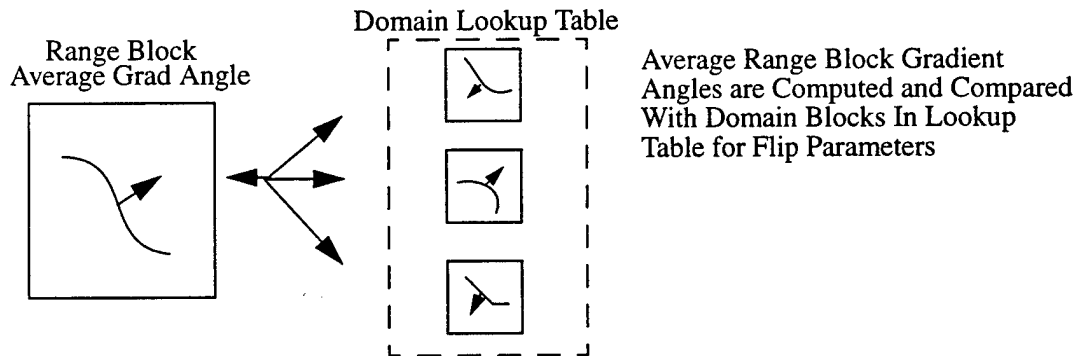 Domain Lookup Table
Range Block
Average Grad Angle
Average Range Block Gradient
Angles are Computed and Compared
With Domain Blocks In Lookup
Table for Flip Parameters